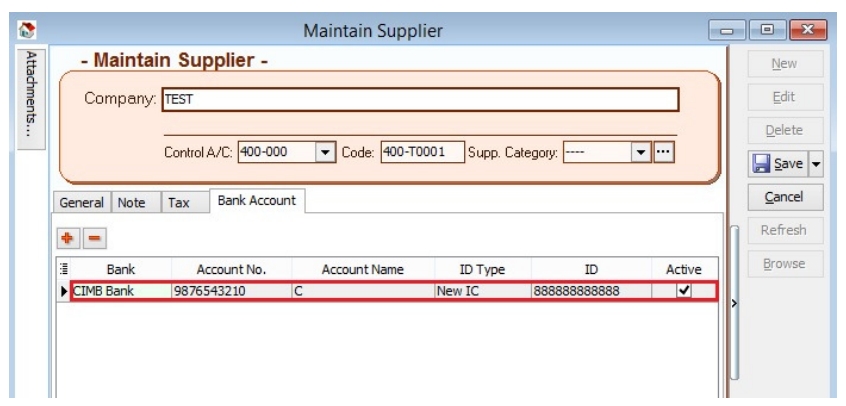 Maintain Supplier
Attachments...
- Maintain Supplier -
Company: TEST
Control A/C: 400-000 Code: 400-T0001 Supp. Category: ----
General Note Tax Bank Account
Bank Account No. Account Name ID Type ID Active
CIMB Bank 9876543210 C New IC 888888888888
New
Edit
Delete
Save
Cancel
Refresh
Browse